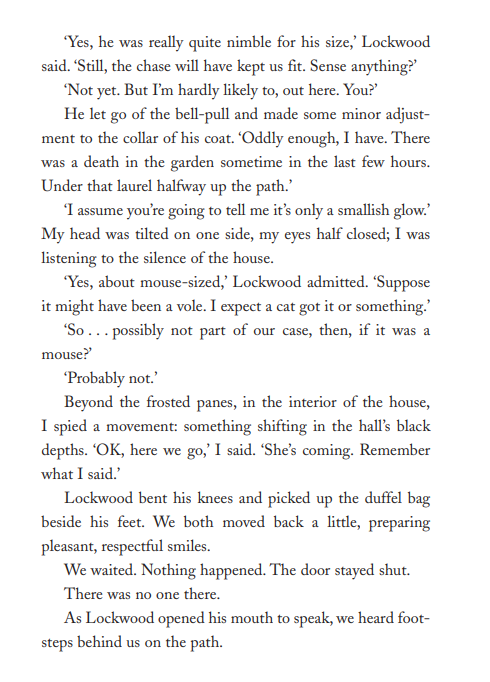 ‘Yes, he was really quite nimble for his size,’ Lockwood
said. ‘Still, the chase will have kept us fit. Sense anything?’
‘Not yet. But I’m hardly likely to, out here. You?’
He let go of the bell-pull and made some minor adjust-
ment to the collar of his coat. ‘Oddly enough, I have. There
was a death in the garden sometime in the last few hours.
Under that laurel halfway up the path.’
‘I assume you’re going to tell me it’s only a smallish glow.’
My head was tilted on one side, my eyes half closed; I was
listening to the silence of the house.
‘Yes, about mouse-sized,’ Lockwood admitted. ‘Suppose
it might have been a vole. I expect a cat got it or something.’
‘So . . . possibly not part of our case, then, if it was a
mouse?’
‘Probably not.’
Beyond the frosted panes, in the interior of the house,
I spied a movement: something shifting in the hall’s black
depths. ‘OK, here we go,’ I said. ‘She’s coming. Remember
what I said.’
Lockwood bent his knees and picked up the duffel bag
beside his feet. We both moved back a little, preparing
pleasant, respectful smiles.
We waited. Nothing happened. The door stayed shut.
There was no one there.
As Lockwood opened his mouth to speak, we heard foot-
steps behind us on the path.